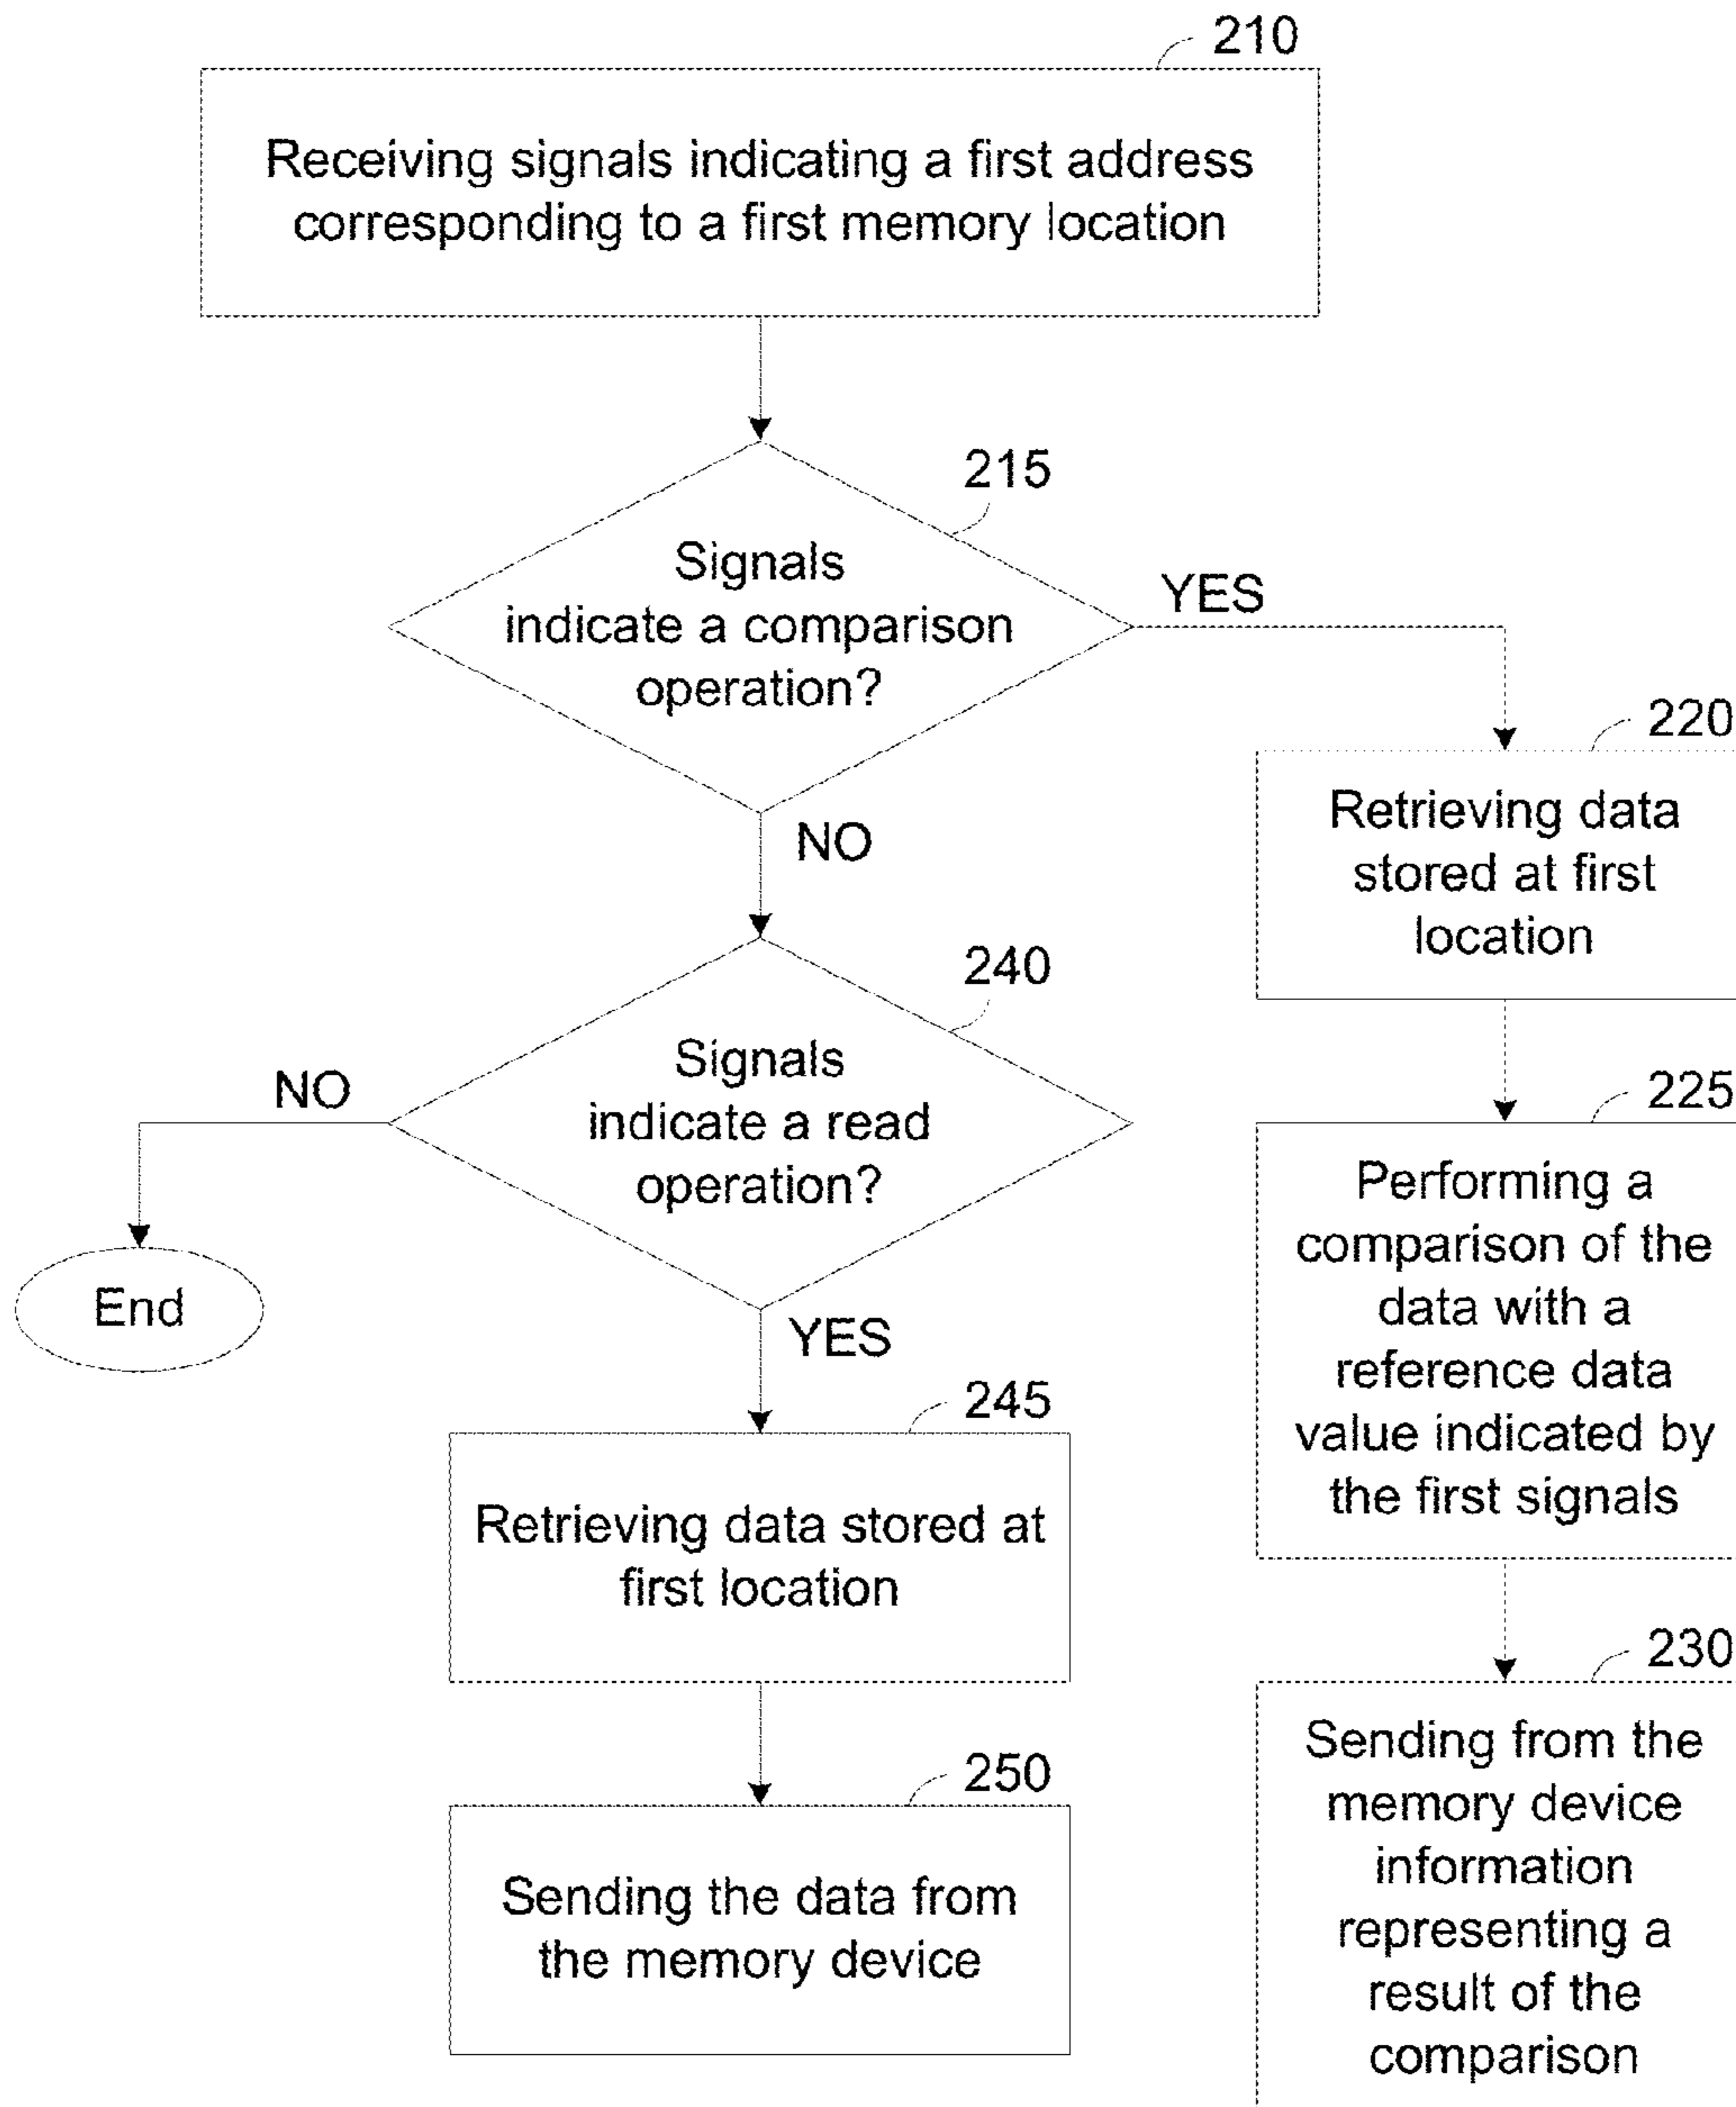 210
Receiving signals indicating a first address
corresponding to a first memory location
215
Signals
indicate a comparison
operation?
YES
NO
220
Retrieving data
stored at first
location
240
Signals
indicate a read
operation?
NO
End
YES
225
Performing a
comparison of the
data with a
reference data
value indicated by
the first signals
245
Retrieving data stored at
first location
230
Sending from the
memory device
information
representing a
result of the
comparison
250
Sending the data from
the memory device